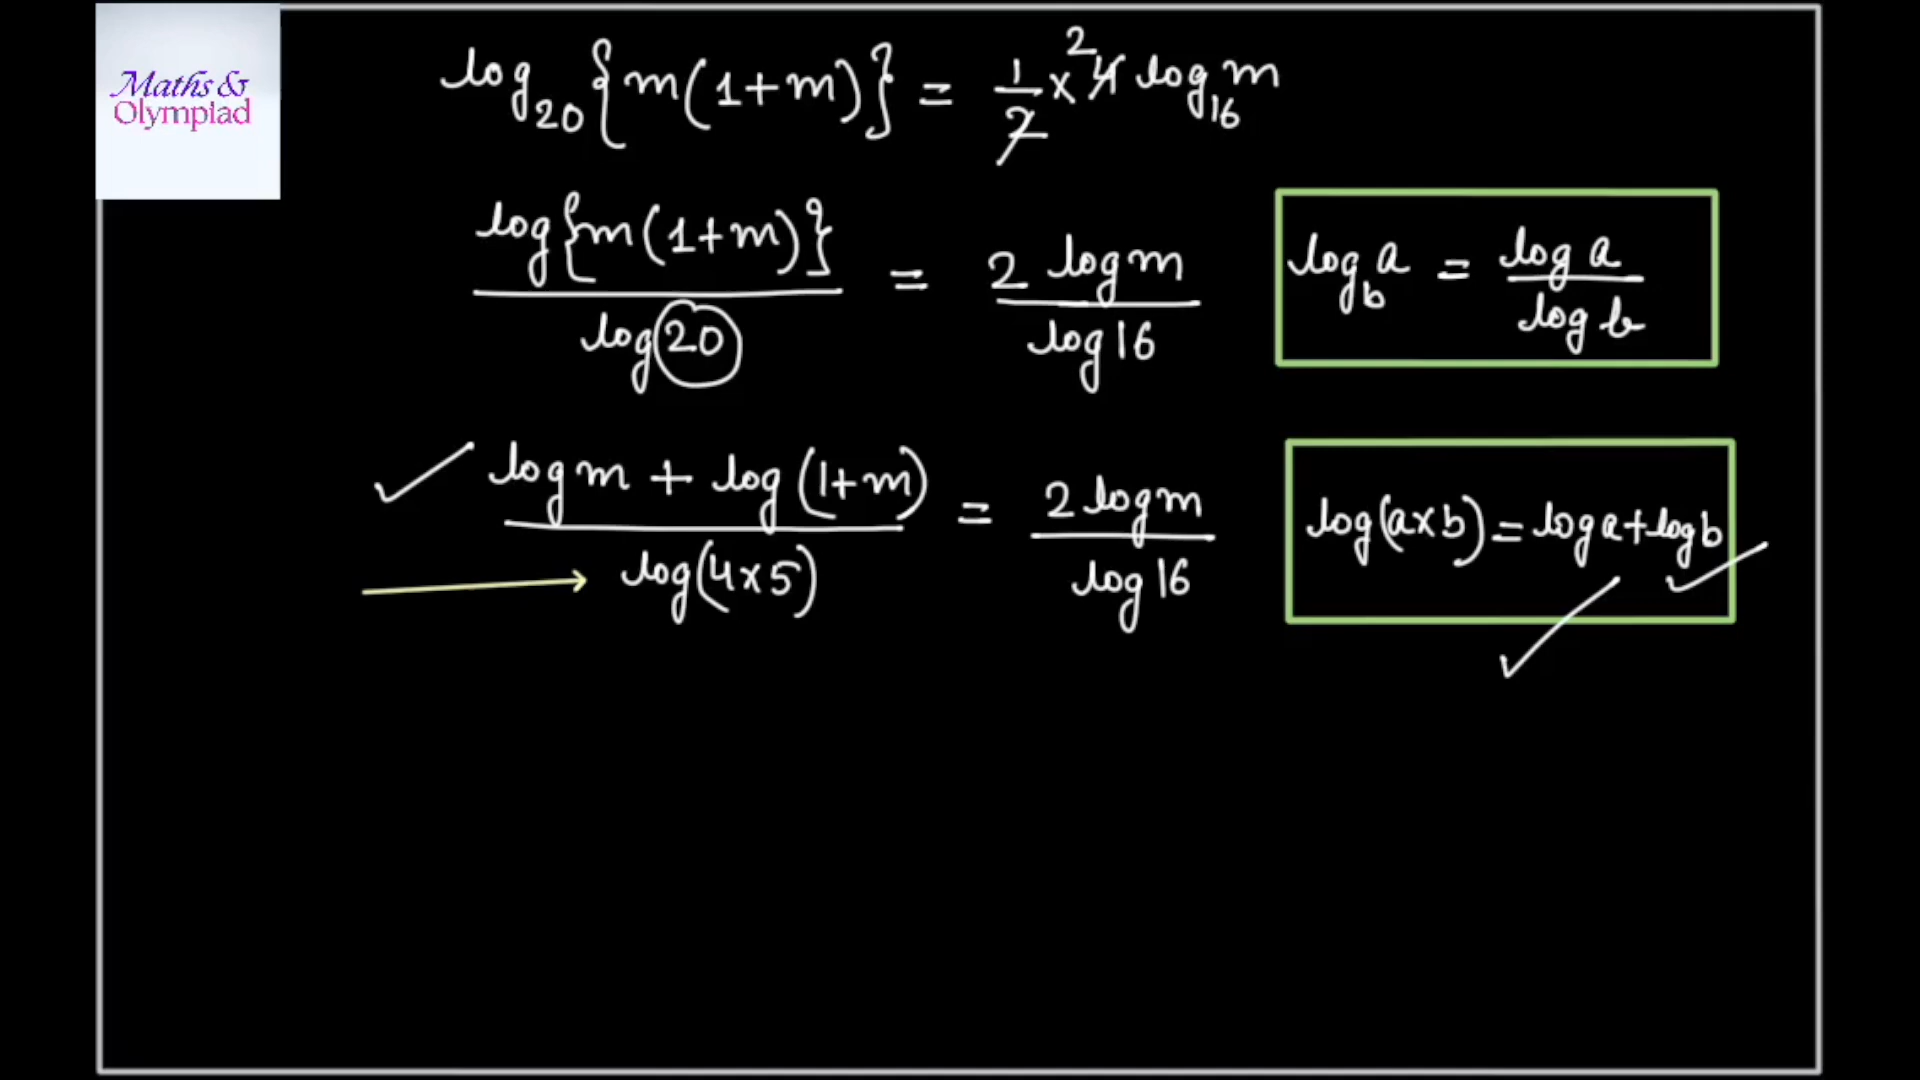 Maths &
Olympiad
log₂₀{m(1+m)} = 1/2 × 4 2 log₁₆ m
log{m(1+m)} / log 20 = 2 log m / log 16
log_b a = log a / log b
log m + log (1+m) / log(4×5) = 2 log m / log 16
log(a×b) = log a + log b